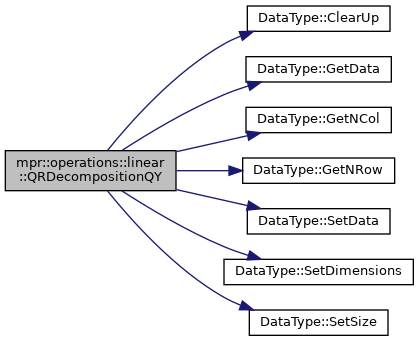 mpr::operations::linear
::QRDecompositionQY
DataType::ClearUp
DataType::GetData
DataType::GetNCol
DataType::GetNRow
DataType::SetData
DataType::SetDimensions
DataType::SetSize